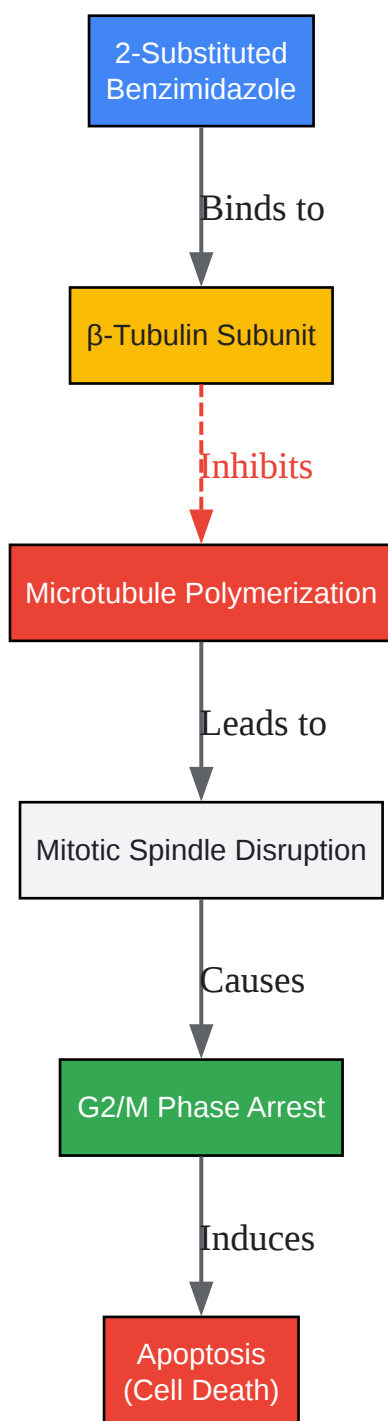 2-Substituted
Benzimidazole
Binds to
β-Tubulin Subunit
Inhibits
Microtubule Polymerization
Leads to
Mitotic Spindle Disruption
Causes
G2/M Phase Arrest
Induces
Apoptosis
(Cell Death)